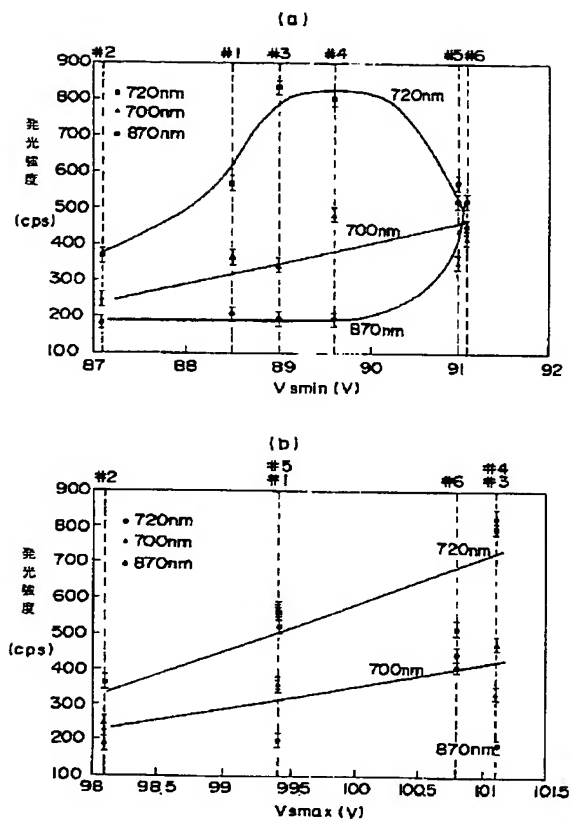 (a)
#2 #1 #3 #4 #5 #6
900
800
700
600
500
400
300
200
100
発光強度
(cps)
720nm
700nm
870nm
720nm
700nm
870nm
87 88 89 90 91 92
Vsmin (V)
(b)
#2 #5 #1 #6 #4 #3
900
800
700
600
500
400
300
200
100
発光強度
(cps)
720nm
700nm
870nm
720nm
700nm
870nm
98 98.5 99 99.5 100 100.5 101 101.5
Vsmax (V)